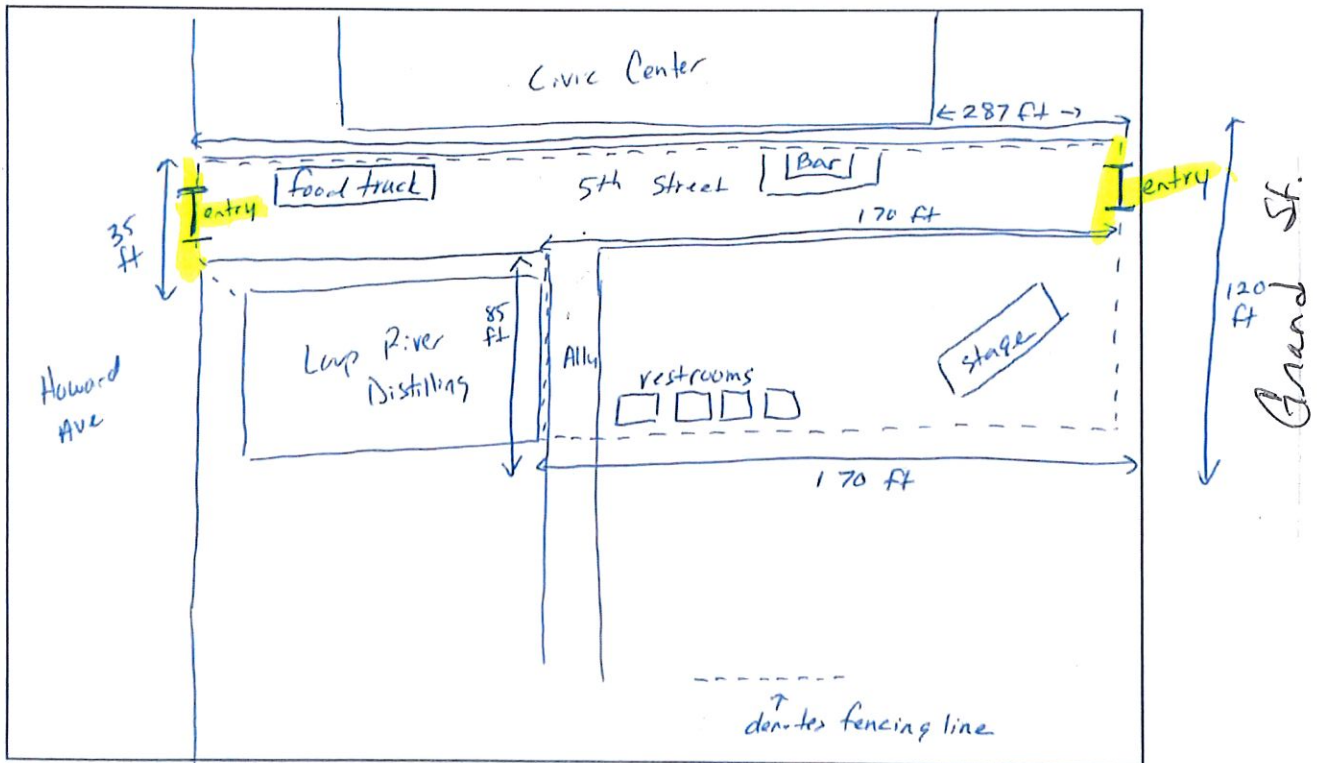 Civic Center
← 287 ft →
food truck
5th Street
Bar
entry
entry
35
ft
170 ft
120
ft
Grand St.
85
ft
Loup River
Distilling
Ally
stage
restrooms
Howard
Ave
170 ft
denotes fencing line